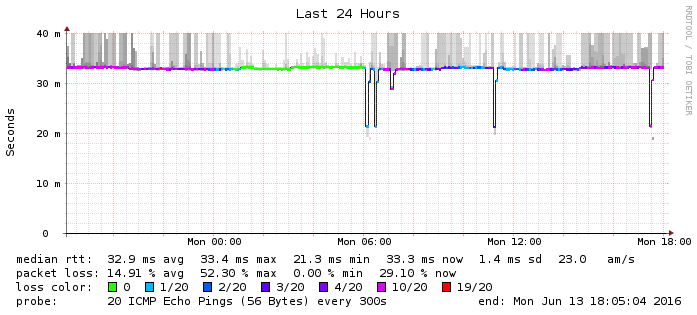 Last 24 Hours
RRDTOOL / TOBI OETIKER
Seconds
40 m
30 m
20 m
10 m
0
Mon 00:00 Mon 06:00 Mon 12:00 Mon 18:00
median rtt: 32.9 ms avg 33.4 ms max 21.3 ms min 33.3 ms now 1.4 ms sd 23.0 am/s
packet loss: 14.91 % avg 52.30 % max 0.00 % min 29.10 % now
loss color: 0 1/20 2/20 3/20 4/20 10/20 19/20
probe: 20 ICMP Echo Pings (56 Bytes) every 300s end: Mon Jun 13 18:05:04 2016